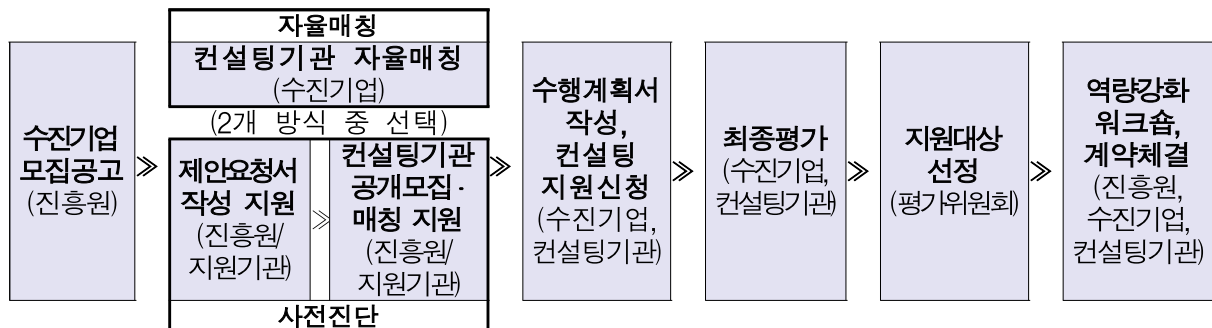 수진기업
모집공고
(진흥원)
≫
자율매칭
컨설팅기관 자율매칭
(수진기업)
(2개 방식 중 선택)
제안요청서
작성 지원
(진흥원/
지원기관)
≫
컨설팅기관
공개모집·
매칭 지원
(진흥원/
지원기관)
사전진단
≫
수행계획서
작성,
컨설팅
지원신청
(수진기업,
컨설팅기관)
≫
최종평가
(수진기업,
컨설팅기관)
≫
지원대상
선정
(평가위원회)
≫
역량강화
워크숍,
계약체결
(진흥원,
수진기업,
컨설팅기관)